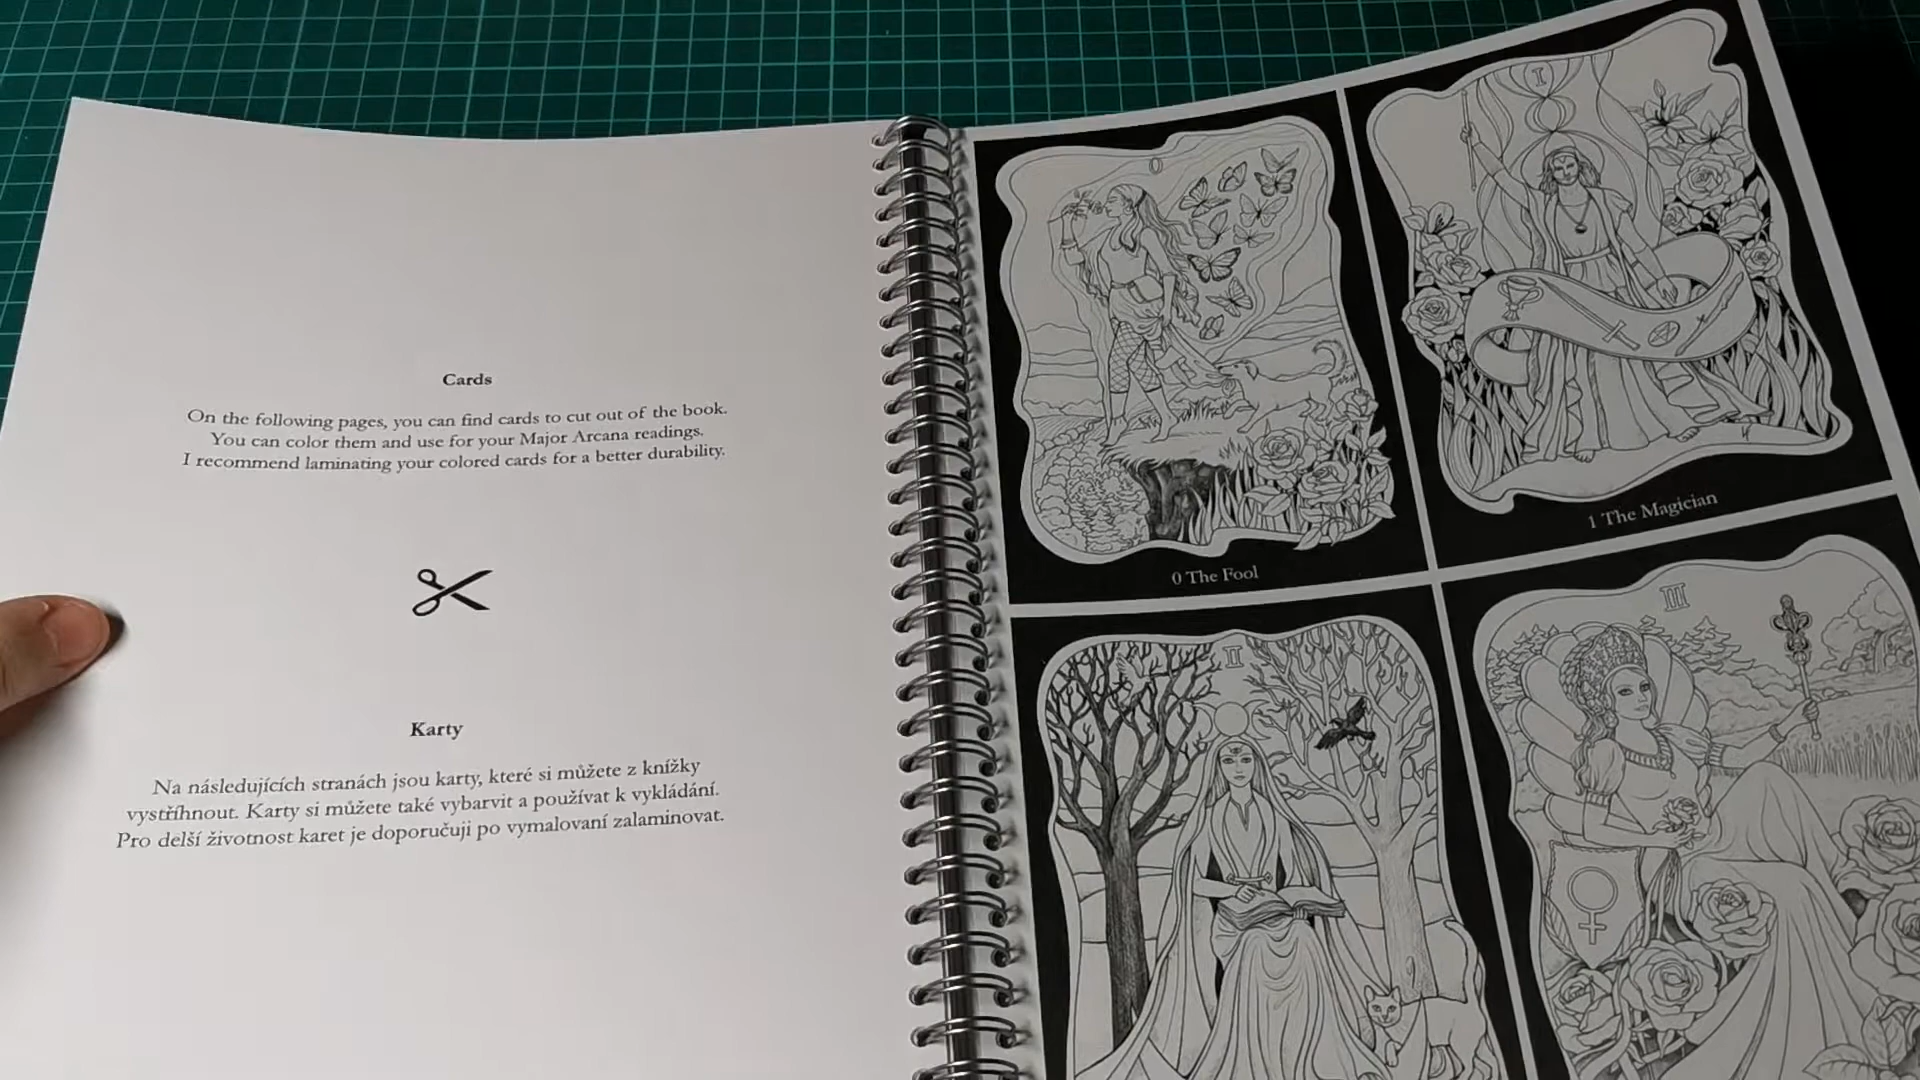 Cards
On the following pages, you can find cards to cut out of the book.
You can color them and use for your Major Arcana readings.
I recommend laminating your colored cards for a better durability.
Karty
Na následujících stranách jsou karty, které si můžete z knížky
vystříhnout. Karty si můžete také vybarvit a používat k vykládání.
Pro delší životnost karet je doporučuji po vymalovaní zalaminovat.
0
0 The Fool
I
1 The Magician
II
III